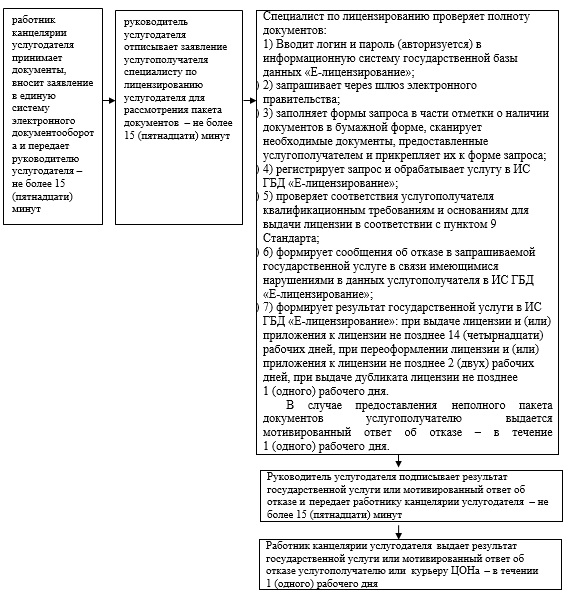 работник
канцелярии
услугодателя
принимает
документы,
вносит заявление
в единую
систему
электронного
документооборот
а и передает
руководителю
услугодателя –
не более 15
(пятнадцати)
минут
руководитель
услугодателя
отписывает заявление
услугополучателя
специалисту по
лицензированию
услугодателя для
рассмотрения пакета
документов – не более
15 (пятнадцати) минут
Специалист по лицензированию проверяет полноту
документов:
1) Вводит логин и пароль (авторизуется) в
информационную систему государственной базы
данных «Е-лицензирование»;
) 2) запрашивает через шлюз электронного
правительства;
) 3) заполняет формы запроса в части отметки о наличии
документов в бумажной форме, сканирует
необходимые документы, предоставленные
услугополучателем и прикрепляет их к форме запроса;
) 4) регистрирует запрос и обрабатывает услугу в ИС
ГБД «Е-лицензирование»;
) 5) проверяет соответствия услугополучателя
квалификационным требованиям и основаниям для
выдачи лицензии в соответствии с пунктом 9
Стандарта;
) 6) формирует сообщения об отказе в запрашиваемой
государственной услуге в связи имеющимися
нарушениями в данных услугополучателя в ИС ГБД
«Е-лицензирование»;
) 7) формирует результат государственной услуги в ИС
ГБД «Е-лицензирование»: при выдаче лицензии и (или)
приложения к лицензии не позднее 14 (четырнадцати)
рабочих дней, при переоформлении лицензии и (или)
приложения к лицензии не позднее 2 (двух) рабочих
дней, при выдаче дубликата лицензии не позднее
1 (одного) рабочего дня.
В случае предоставления неполного пакета
документов услугополучателю выдается
мотивированный ответ об отказе – в течение
1 (одного) рабочего дня.
Руководитель услугодателя подписывает результат
государственной услуги или мотивированный ответ об
отказе и передает работнику канцелярии услугодателя – не
более 15 (пятнадцати) минут
Работник канцелярии услугодателя выдает результат
государственной услуги или мотивированный ответ об
отказе услугополучателю или курьеру ЦОНа – в течении
1 (одного) рабочего дня